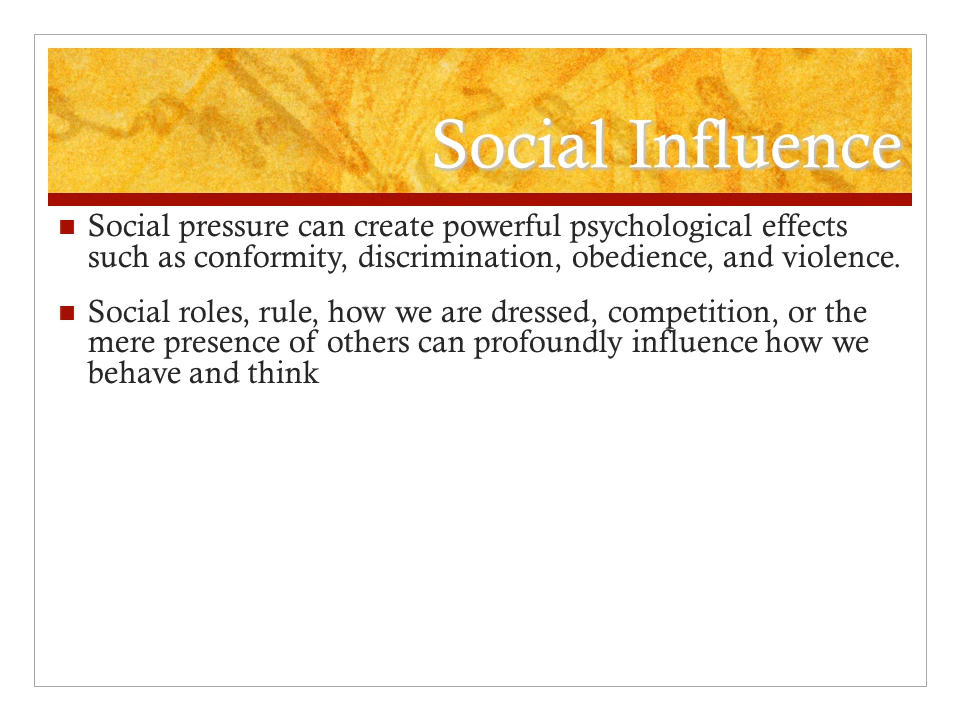 Social Influence
Social pressure can create powerful psychological effects
such as conformity, discrimination, obedience, and violence.
Social roles, rule, how we are dressed, competition, or the
mere presence of others can profoundly influence how we
behave and think